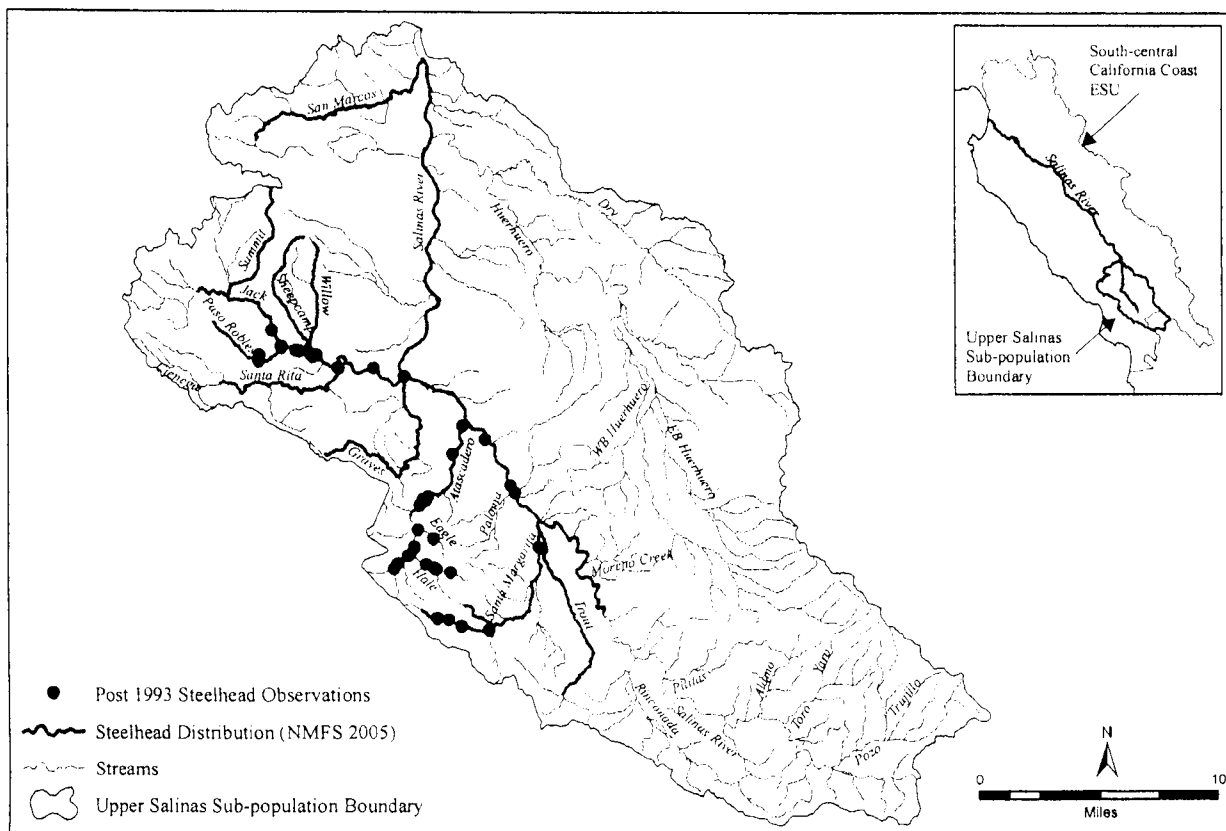 San Marcos
Salinas River
Huerhuero
Dry
Summit
Jack
Sheepcamp
Willow
Paso Robles
Santa Rita
Cienega
Graves
Atascadero
WB Huerhuero
EB Huerhuero
Paloma
Eagle
Hale
Santa Margarita
Moreno Creek
Trout
Pilitas
Rinconada
Salinas River
Alamo
Toro
Yaro
Trujillo
Pozo
South-central
California Coast
ESU
Salinas River
Upper Salinas
Sub-population
Boundary
Post 1993 Steelhead Observations
Steelhead Distribution (NMFS 2005)
Streams
Upper Salinas Sub-population Boundary
N
0 10
Miles